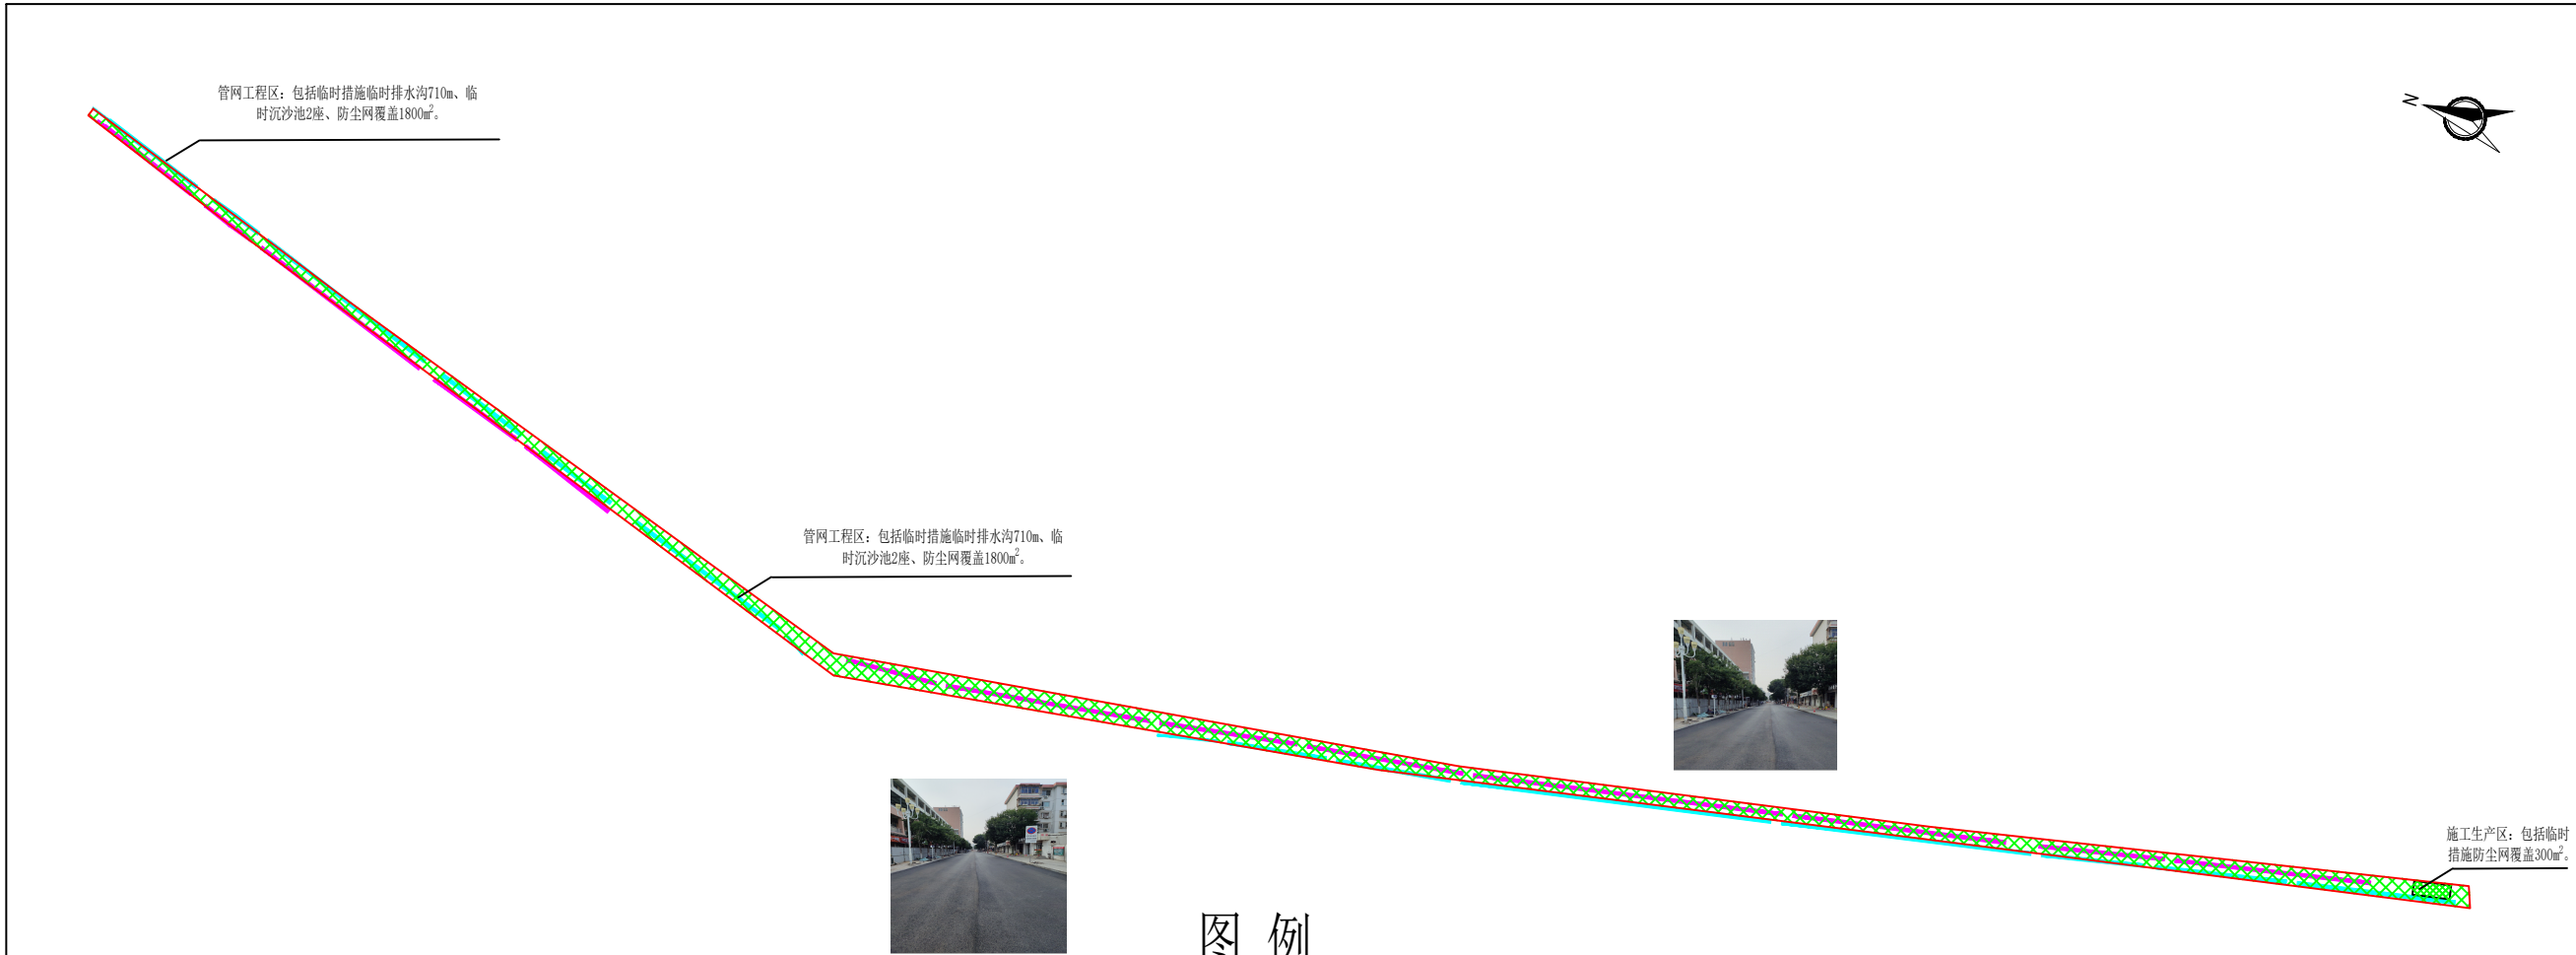 管网工程区：包括临时措施临时排水沟710m、临
时沉沙池2座、防尘网覆盖1800m²。
N
管网工程区：包括临时措施临时排水沟710m、临
时沉沙池2座、防尘网覆盖1800m²。
施工生产区：包括临时
措施防尘网覆盖300m²。
图 例